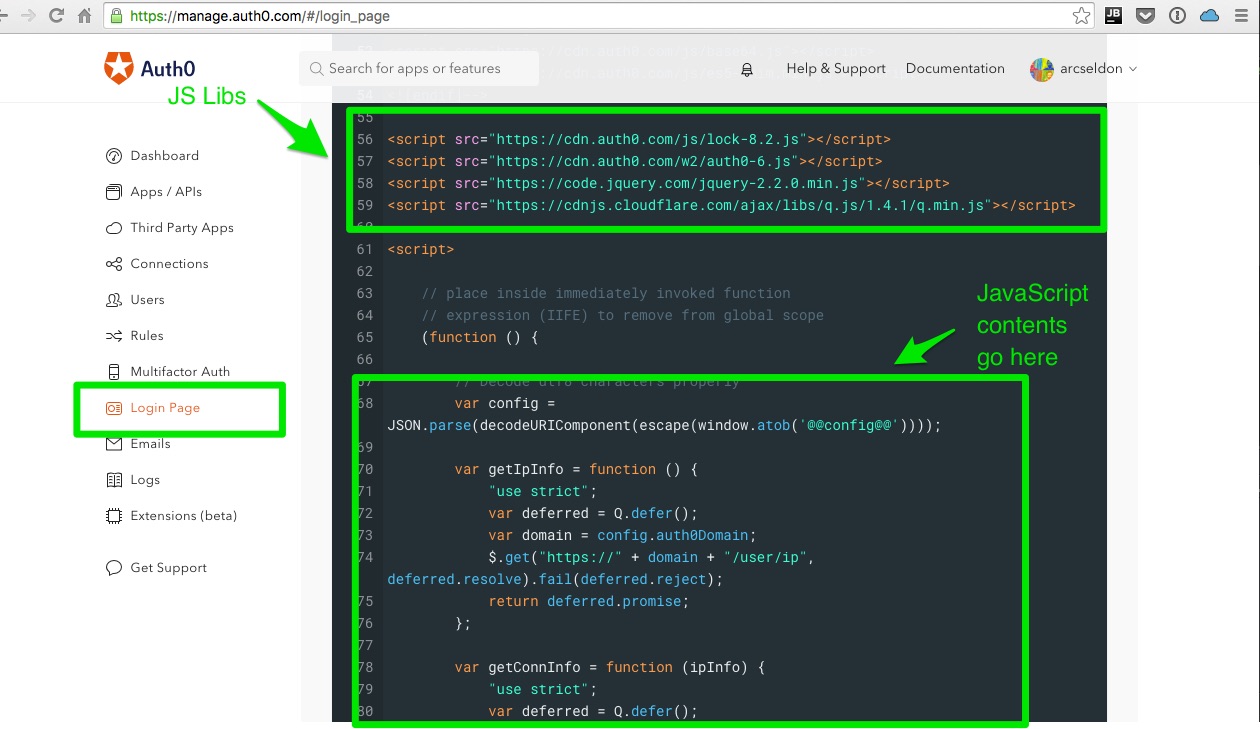 https://manage.auth0.com/#/login_page
JB
Auth0
Search for apps or features
Help & Support
Documentation
arcseldon
JS Libs
Dashboard
Apps / APIs
Third Party Apps
Connections
Users
Rules
Multifactor Auth
Login Page
Emails
Logs
Extensions (beta)
Get Support
54
55
56 <script src="https://cdn.auth0.com/js/lock-8.2.js"></script>
57 <script src="https://cdn.auth0.com/w2/auth0-6.js"></script>
58 <script src="https://code.jquery.com/jquery-2.2.0.min.js"></script>
59 <script src="https://cdnjs.cloudflare.com/ajax/libs/q.js/1.4.1/q.min.js"></script>
60
61 <script>
62
63 // place inside immediately invoked function
64 // expression (IIFE) to remove from global scope
65 (function () {
66
67 // Decode utf8 characters properly
68 var config =
JSON.parse(decodeURIComponent(escape(window.atob('@@config@@'))));
69
70 var getIpInfo = function () {
71 "use strict";
72 var deferred = Q.defer();
73 var domain = config.auth0Domain;
74 $.get("https://" + domain + "/user/ip",
deferred.resolve).fail(deferred.reject);
75 return deferred.promise;
76 };
77
78 var getConnInfo = function (ipInfo) {
79 "use strict";
80 var deferred = Q.defer();
JavaScript
contents
go here